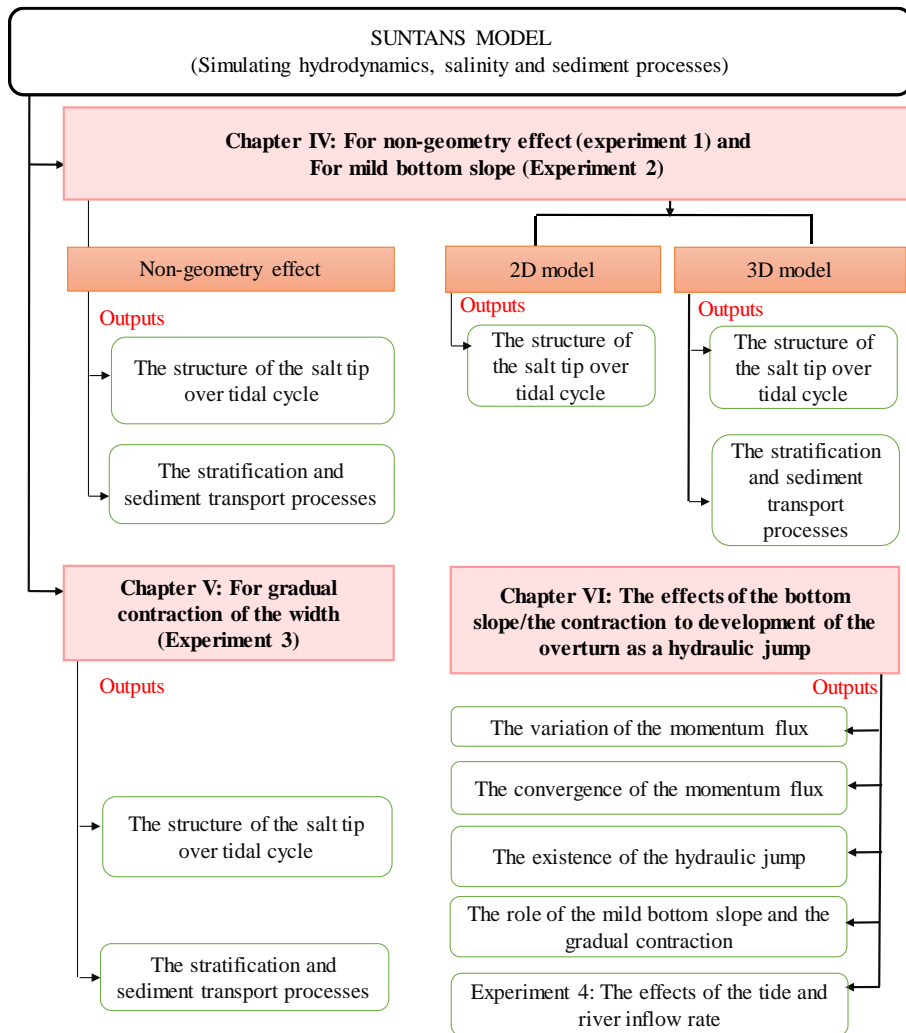 SUNTANS MODEL
(Simulating hydrodynamics, salinity and sediment processes)
Chapter IV: For non-geometry effect (experiment 1) and
For mild bottom slope (Experiment 2)
Non-geometry effect
Outputs
The structure of the salt tip
over tidal cycle
The stratification and
sediment transport processes
2D model
Outputs
The structure of
the salt tip over
tidal cycle
3D model
Outputs
The structure of
the salt tip over
tidal cycle
The stratification
and sediment
transport
processes
Chapter V: For gradual
contraction of the width
(Experiment 3)
Outputs
The structure of the salt tip
over tidal cycle
The stratification and
sediment transport processes
Chapter VI: The effects of the bottom
slope/the contraction to development of the
overturn as a hydraulic jump
Outputs
The variation of the momentum flux
The convergence of the momentum flux
The existence of the hydraulic jump
The role of the mild bottom slope and the
gradual contraction
Experiment 4: The effects of the tide and
river inflow rate